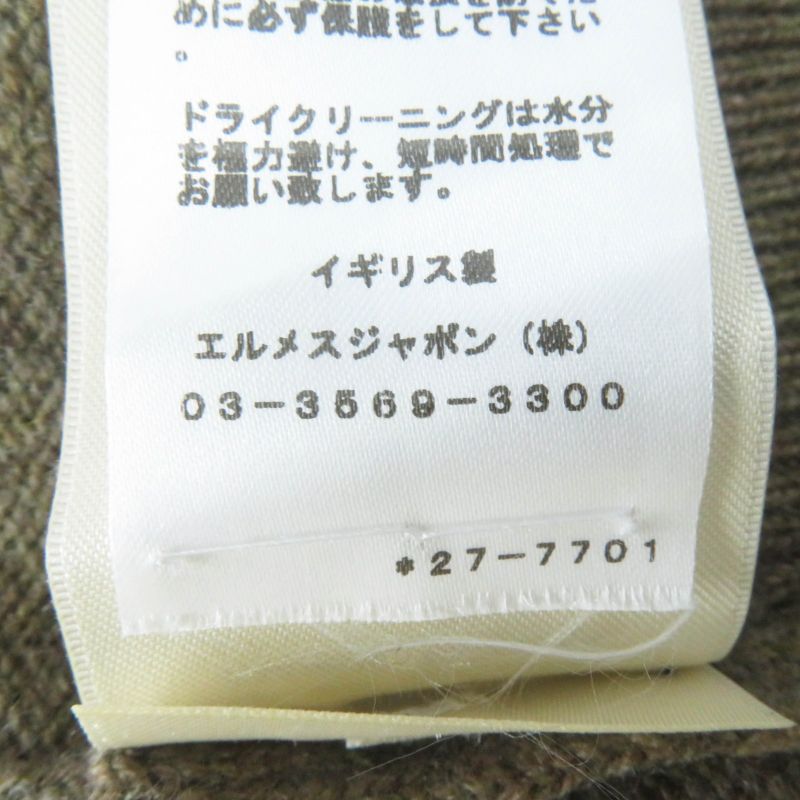 めに必ず保護をして下さい
。
ドライクリーニングは水分
を極力避け、短時間処理で
お願い致します。
イギリス製
エルメスジャポン（株）
03-3569-3300
*27-7701